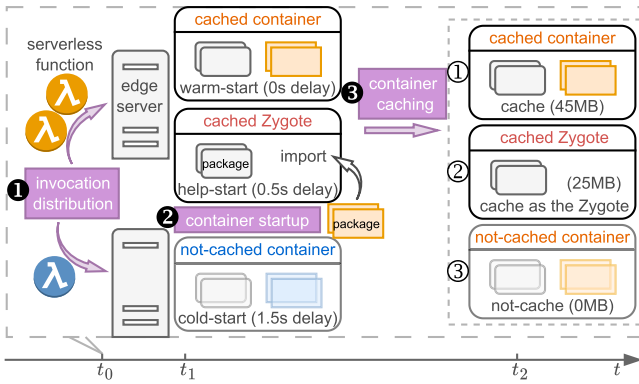 cached container
serverless
function
λ
λ
edge
server
warm-start (0s delay)
❸ container
caching
cached container
①
cache (45MB)
cached Zygote
package
import
help-start (0.5s delay)
cached Zygote
②
(25MB)
cache as the Zygote
❶ invocation
distribution
❷ container startup
package
λ
not-cached container
cold-start (1.5s delay)
not-cached container
③
not-cache (0MB)
t0
t1
t2
t